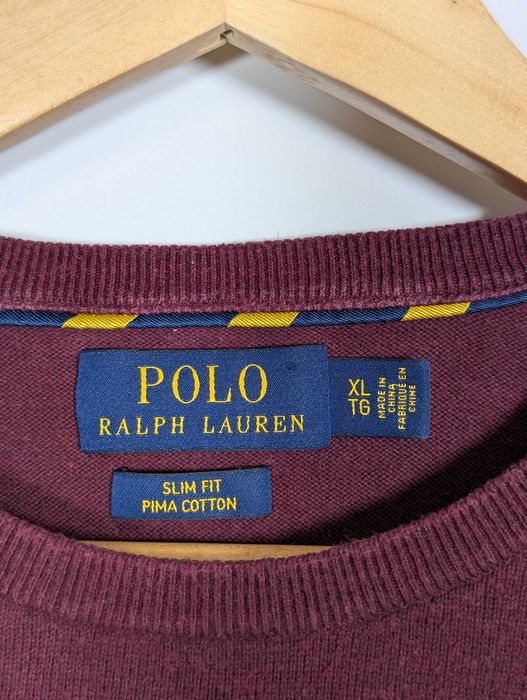 POLO
RALPH LAUREN
XL
TG
MADE IN
CHINA
FABRIQUÉ EN
CHINE
SLIM FIT
PIMA COTTON